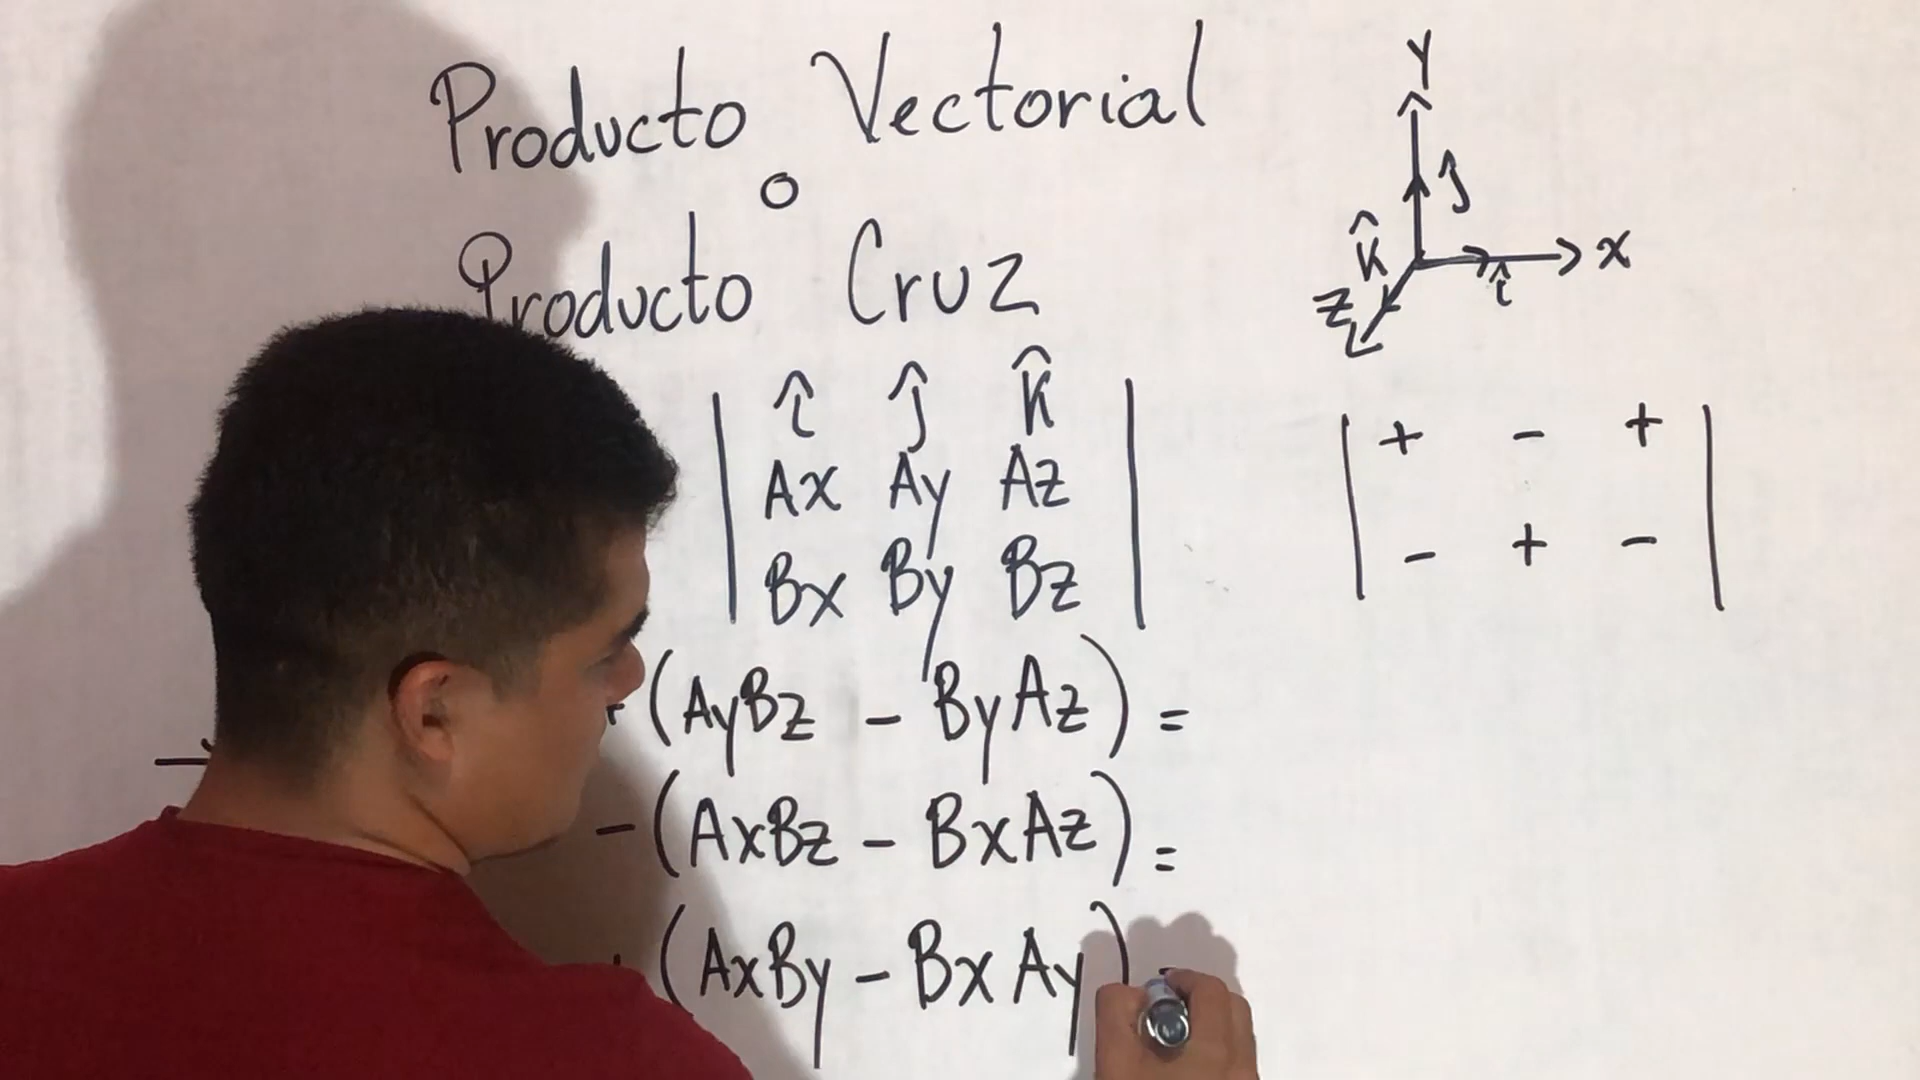 Producto Vectorial
o
Producto Cruz
î ĵ k̂
Ax Ay Az
Bx By Bz
(AyBz - ByAz) =
-(AxBz - BxAz) =
+(AxBy - BxAy)
Y
ĵ
k̂
X
î
Z
+ - +
- + -